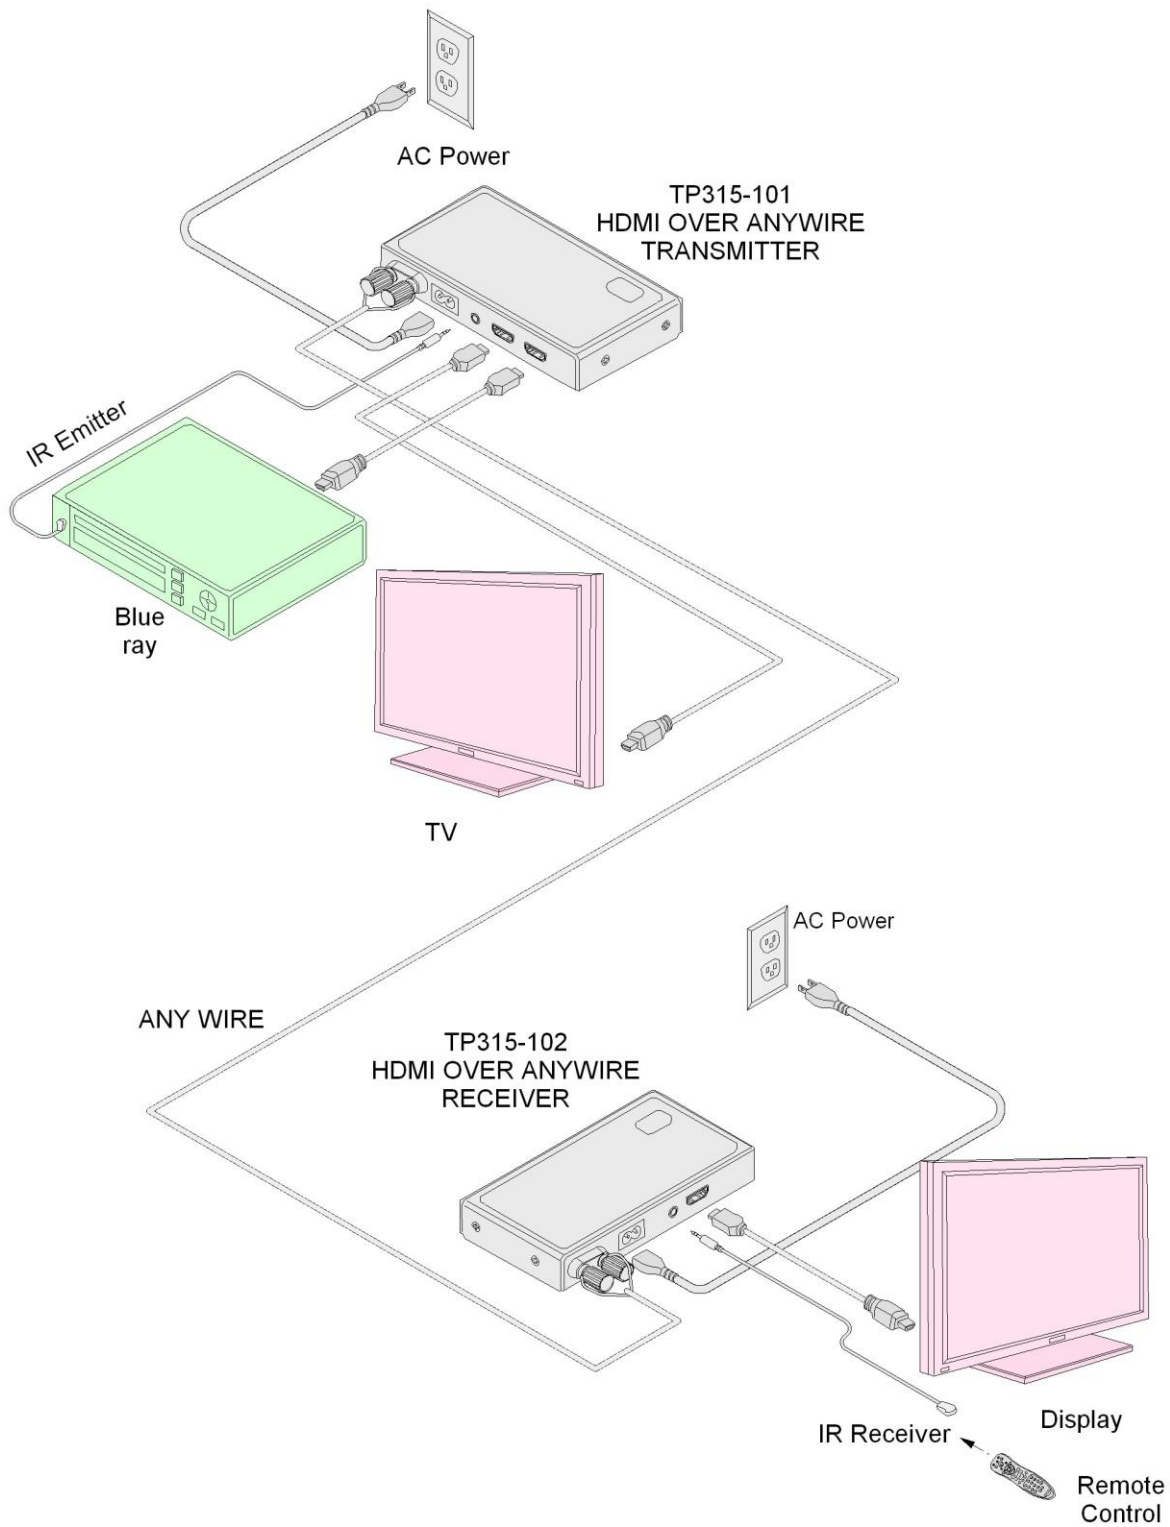 AC Power
TP315-101
HDMI OVER ANYWIRE
TRANSMITTER
IR Emitter
Blue
ray
TV
AC Power
ANY WIRE
TP315-102
HDMI OVER ANYWIRE
RECEIVER
Display
IR Receiver
Remote
Control